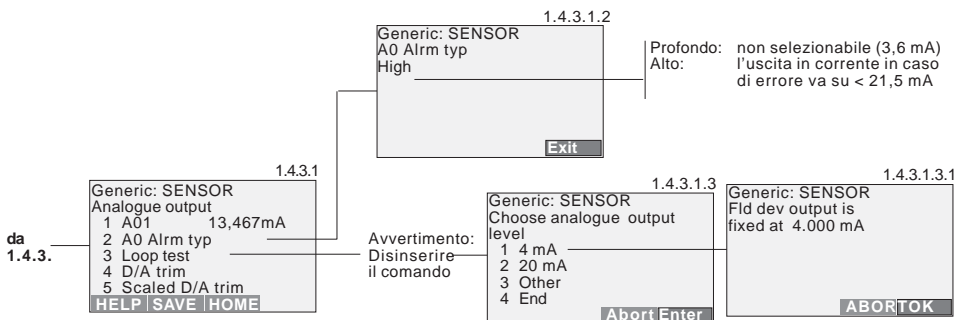 1.4.3.1.2
Generic: SENSOR
A0 Alrm typ
High
Exit
Profondo: non selezionabile (3,6 mA)
Alto: l'uscita in corrente in caso
di errore va su < 21,5 mA
da
1.4.3.
1.4.3.1
Generic: SENSOR
Analogue output
1 A01 13,467mA
2 A0 Alrm typ
3 Loop test
4 D/A trim
5 Scaled D/A trim
HELP SAVE HOME
Avvertimento:
Disinserire
il comando
1.4.3.1.3
Generic: SENSOR
Choose analogue output
level
1 4 mA
2 20 mA
3 Other
4 End
Abort Enter
1.4.3.1.3.1
Generic: SENSOR
Fld dev output is
fixed at 4.000 mA
ABORTOK